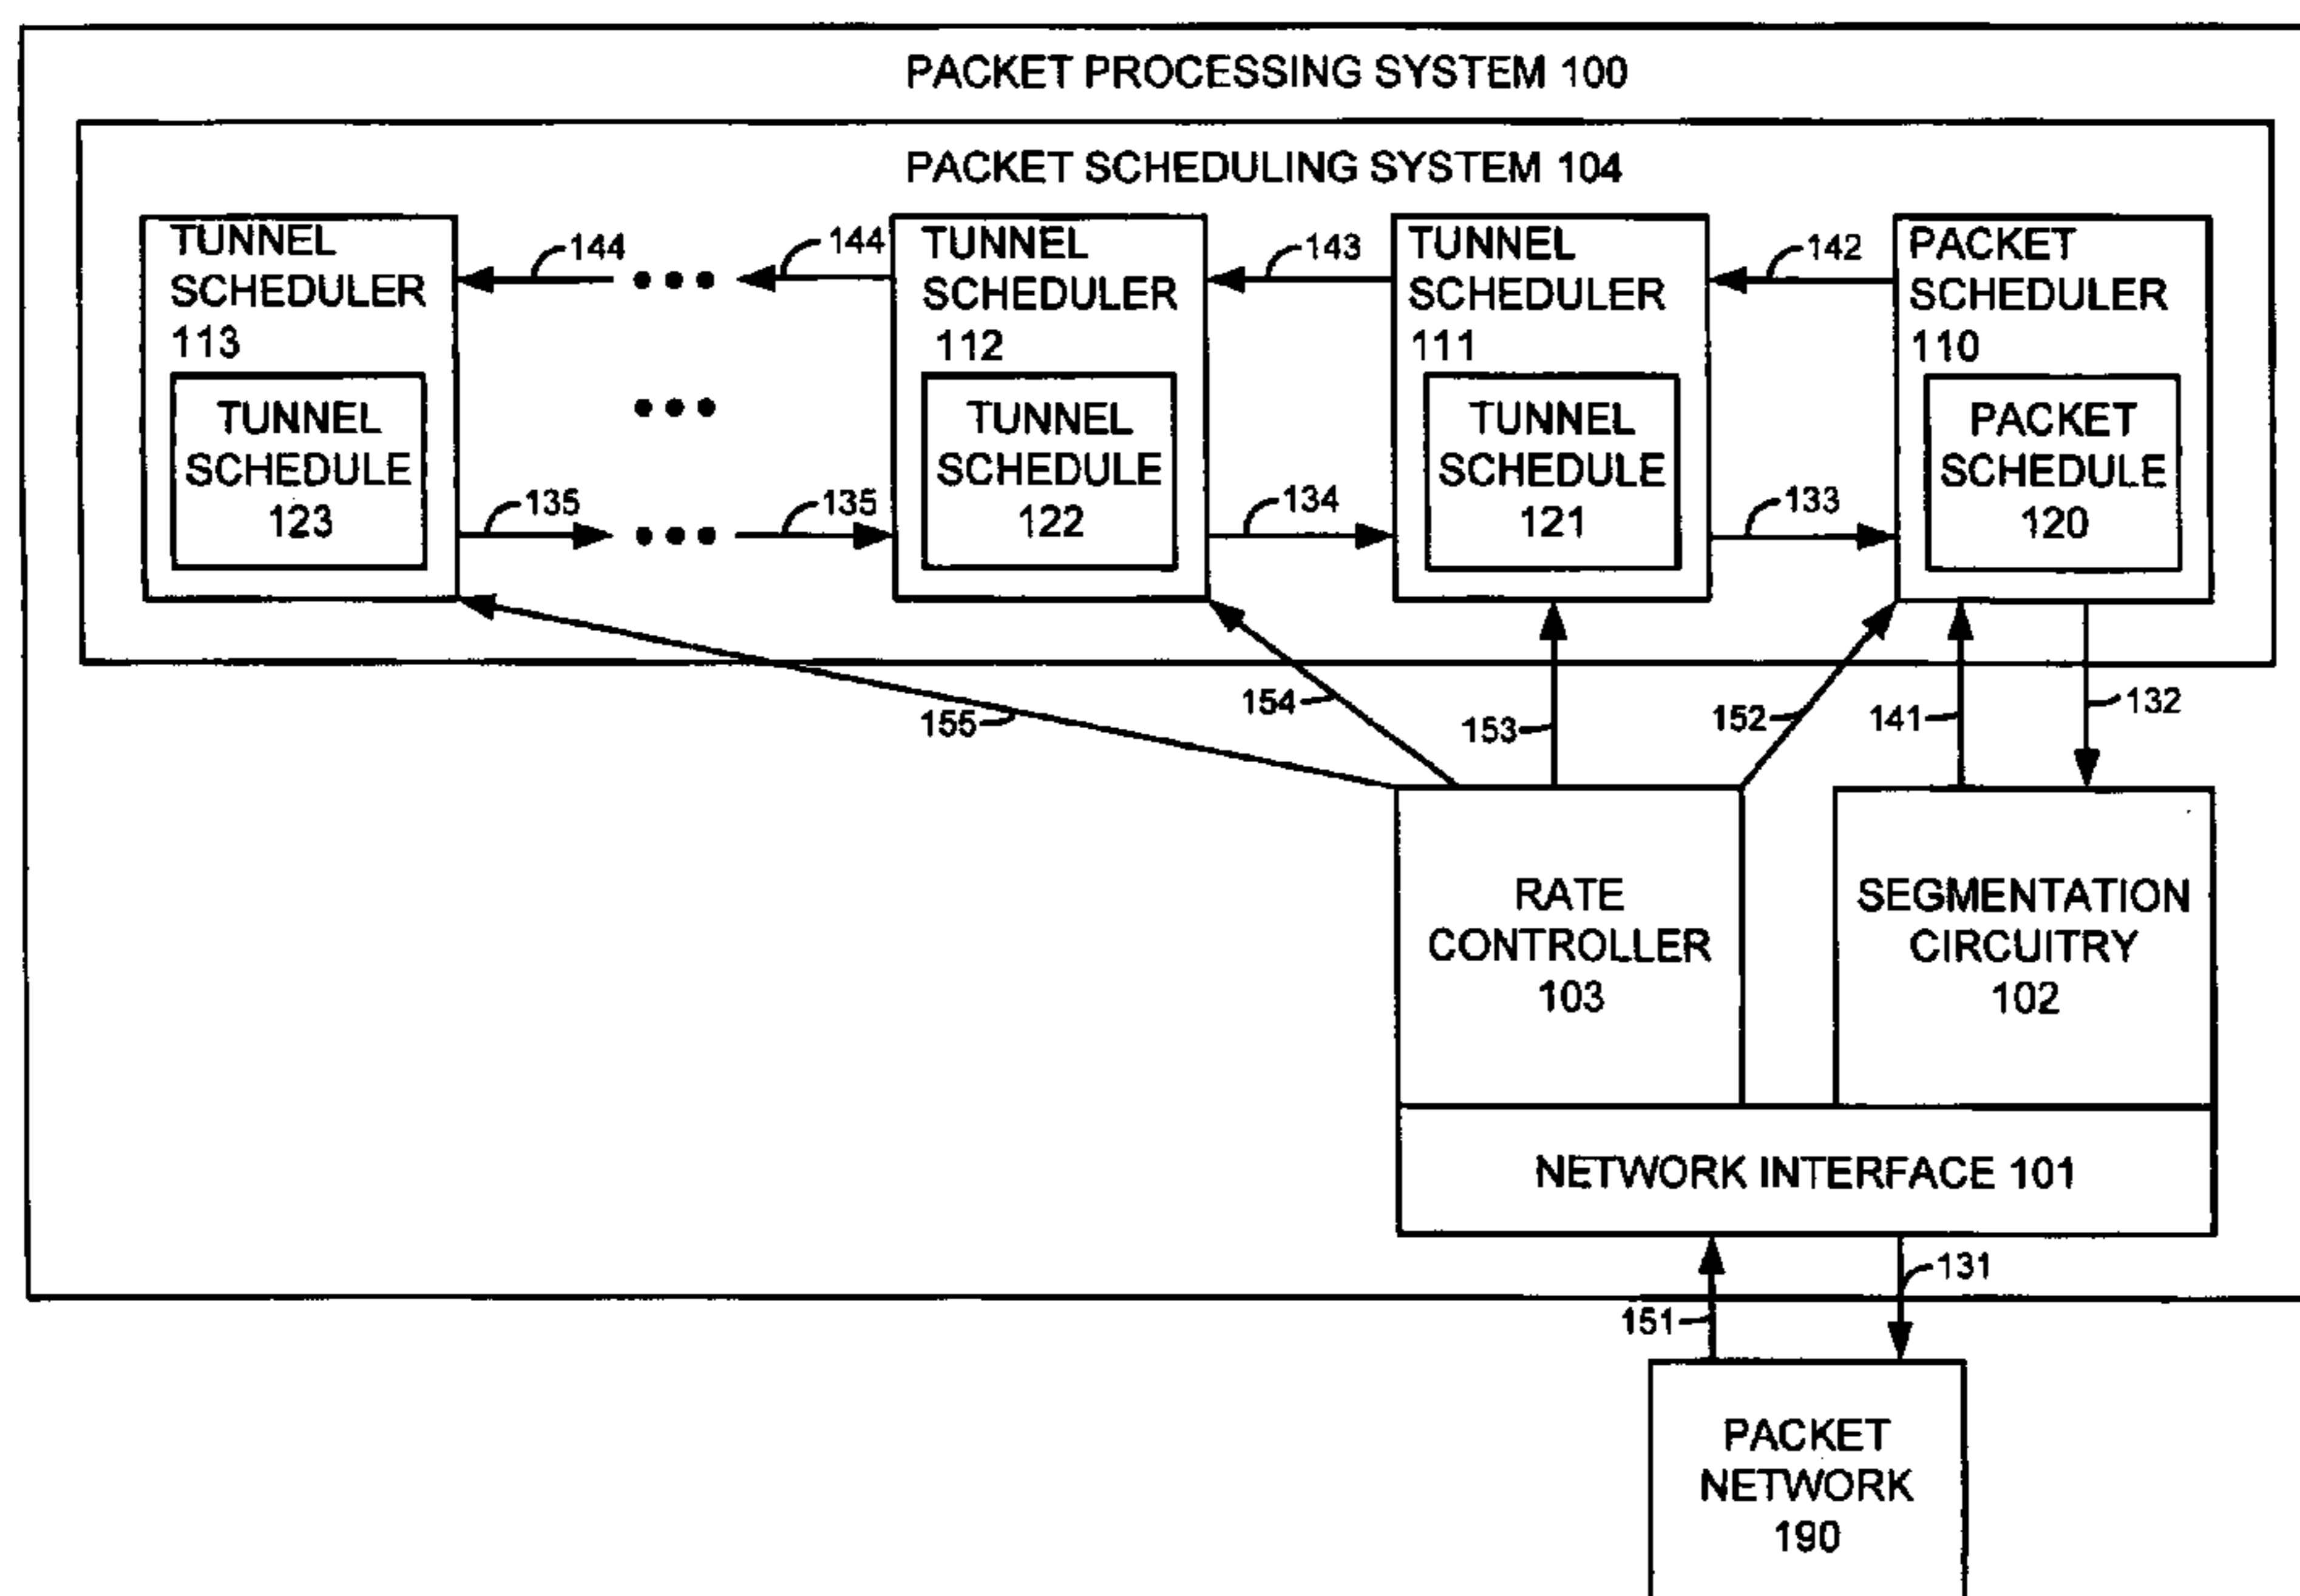 PACKET PROCESSING SYSTEM 100
PACKET SCHEDULING SYSTEM 104
TUNNEL
SCHEDULER
113
144
144
TUNNEL
SCHEDULER
112
143
TUNNEL
SCHEDULER
111
142
PACKET
SCHEDULER
110
TUNNEL
SCHEDULE
123
135
135
TUNNEL
SCHEDULE
122
134
TUNNEL
SCHEDULE
121
133
PACKET
SCHEDULE
120
155
154
153
152
141
132
RATE
CONTROLLER
103
SEGMENTATION
CIRCUITRY
102
NETWORK INTERFACE 101
151
131
PACKET
NETWORK
190